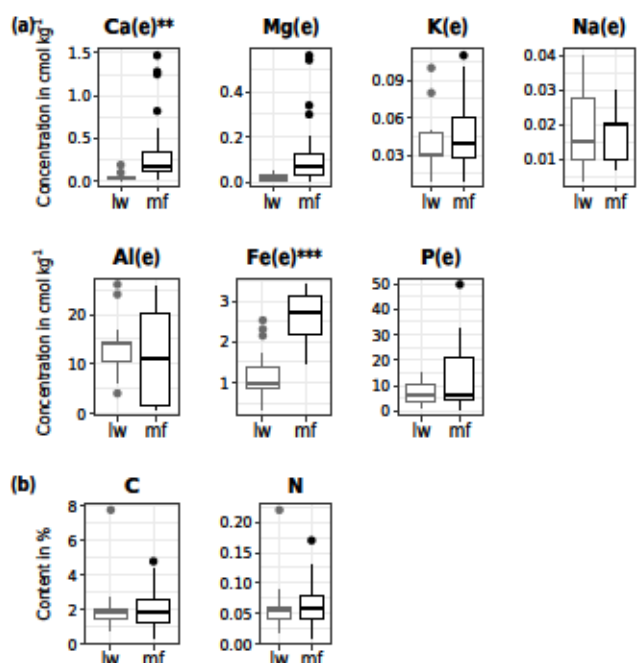 (a) Ca(e)** Mg(e) K(e) Na(e)
Concentration in cmol kg⁻¹
1.5
1.0
0.5
0.0
lw mf
0.4
0.2
0.0
lw mf
0.09
0.06
0.03
lw mf
0.04
0.03
0.02
0.01
lw mf
Al(e) Fe(e)*** P(e)
Concentration in cmol kg⁻¹
20
10
0
lw mf
3
2
1
lw mf
50
40
30
20
10
0
lw mf
(b) C N
Content in %
8
6
4
2
0
lw mf
0.20
0.15
0.10
0.05
0.00
lw mf